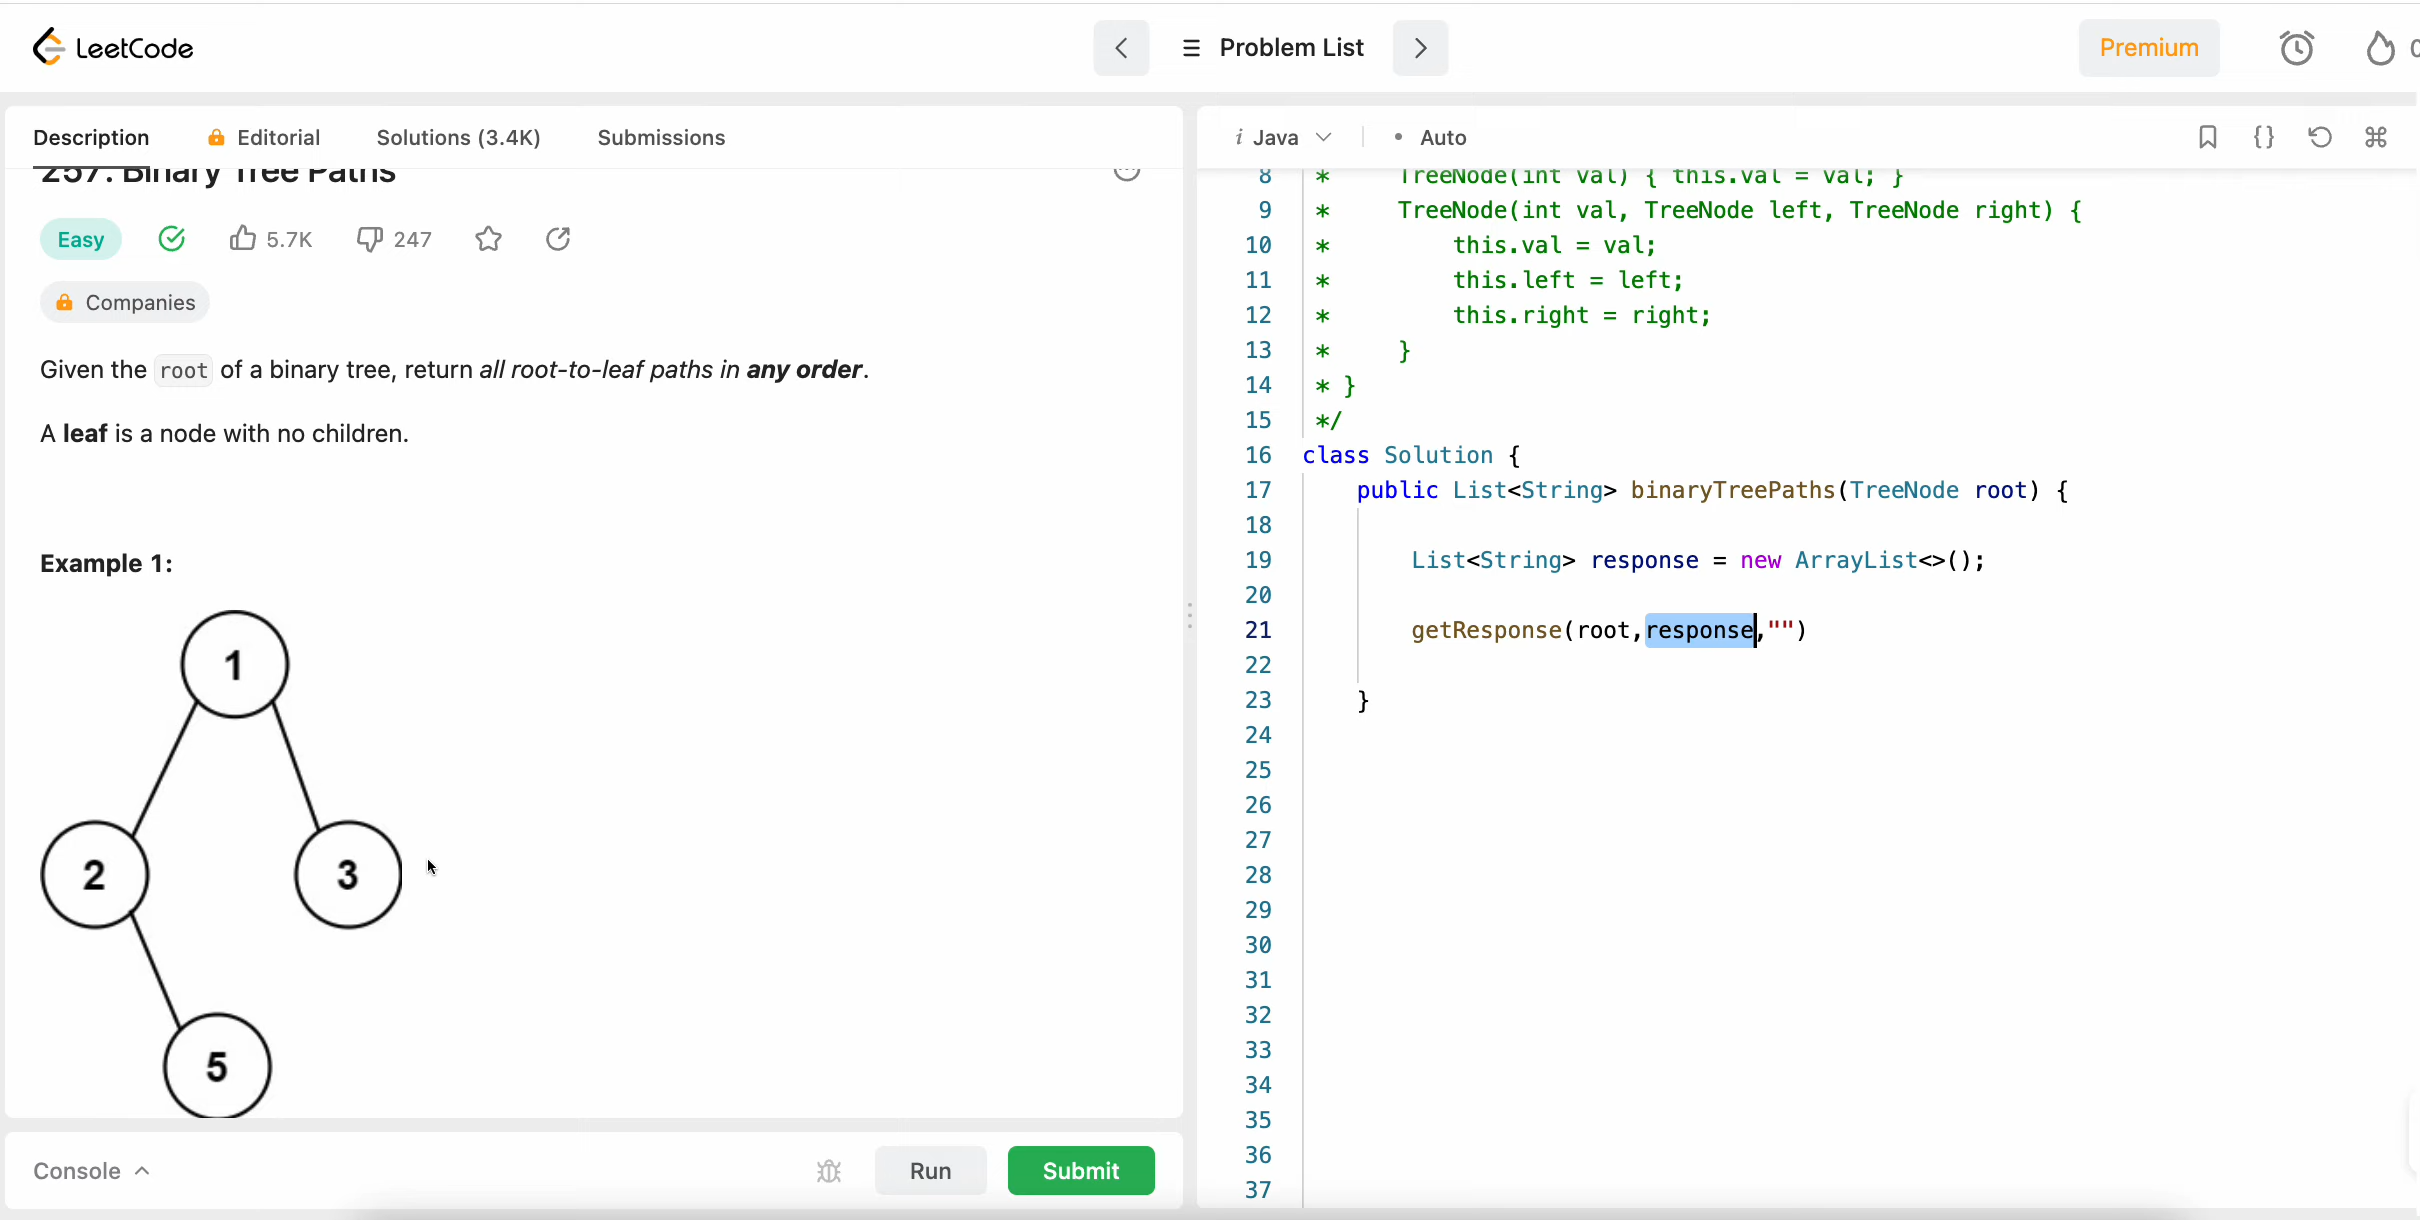 LeetCode
Problem List
Premium
Description
Editorial
Solutions (3.4K)
Submissions
257. Binary Tree Paths
Easy
5.7K
247
Companies
Given the root of a binary tree, return all root-to-leaf paths in any order.
A leaf is a node with no children.
Example 1:
1
2
3
5
Console
Run
Submit
i Java
• Auto
8 * TreeNode(int val) { this.val = val; }
9 * TreeNode(int val, TreeNode left, TreeNode right) {
10 * this.val = val;
11 * this.left = left;
12 * this.right = right;
13 * }
14 * }
15 */
16 class Solution {
17 public List<String> binaryTreePaths(TreeNode root) {
18
19 List<String> response = new ArrayList<>();
20
21 getResponse(root,response,"")
22
23 }
24
25
26
27
28
29
30
31
32
33
34
35
36
37